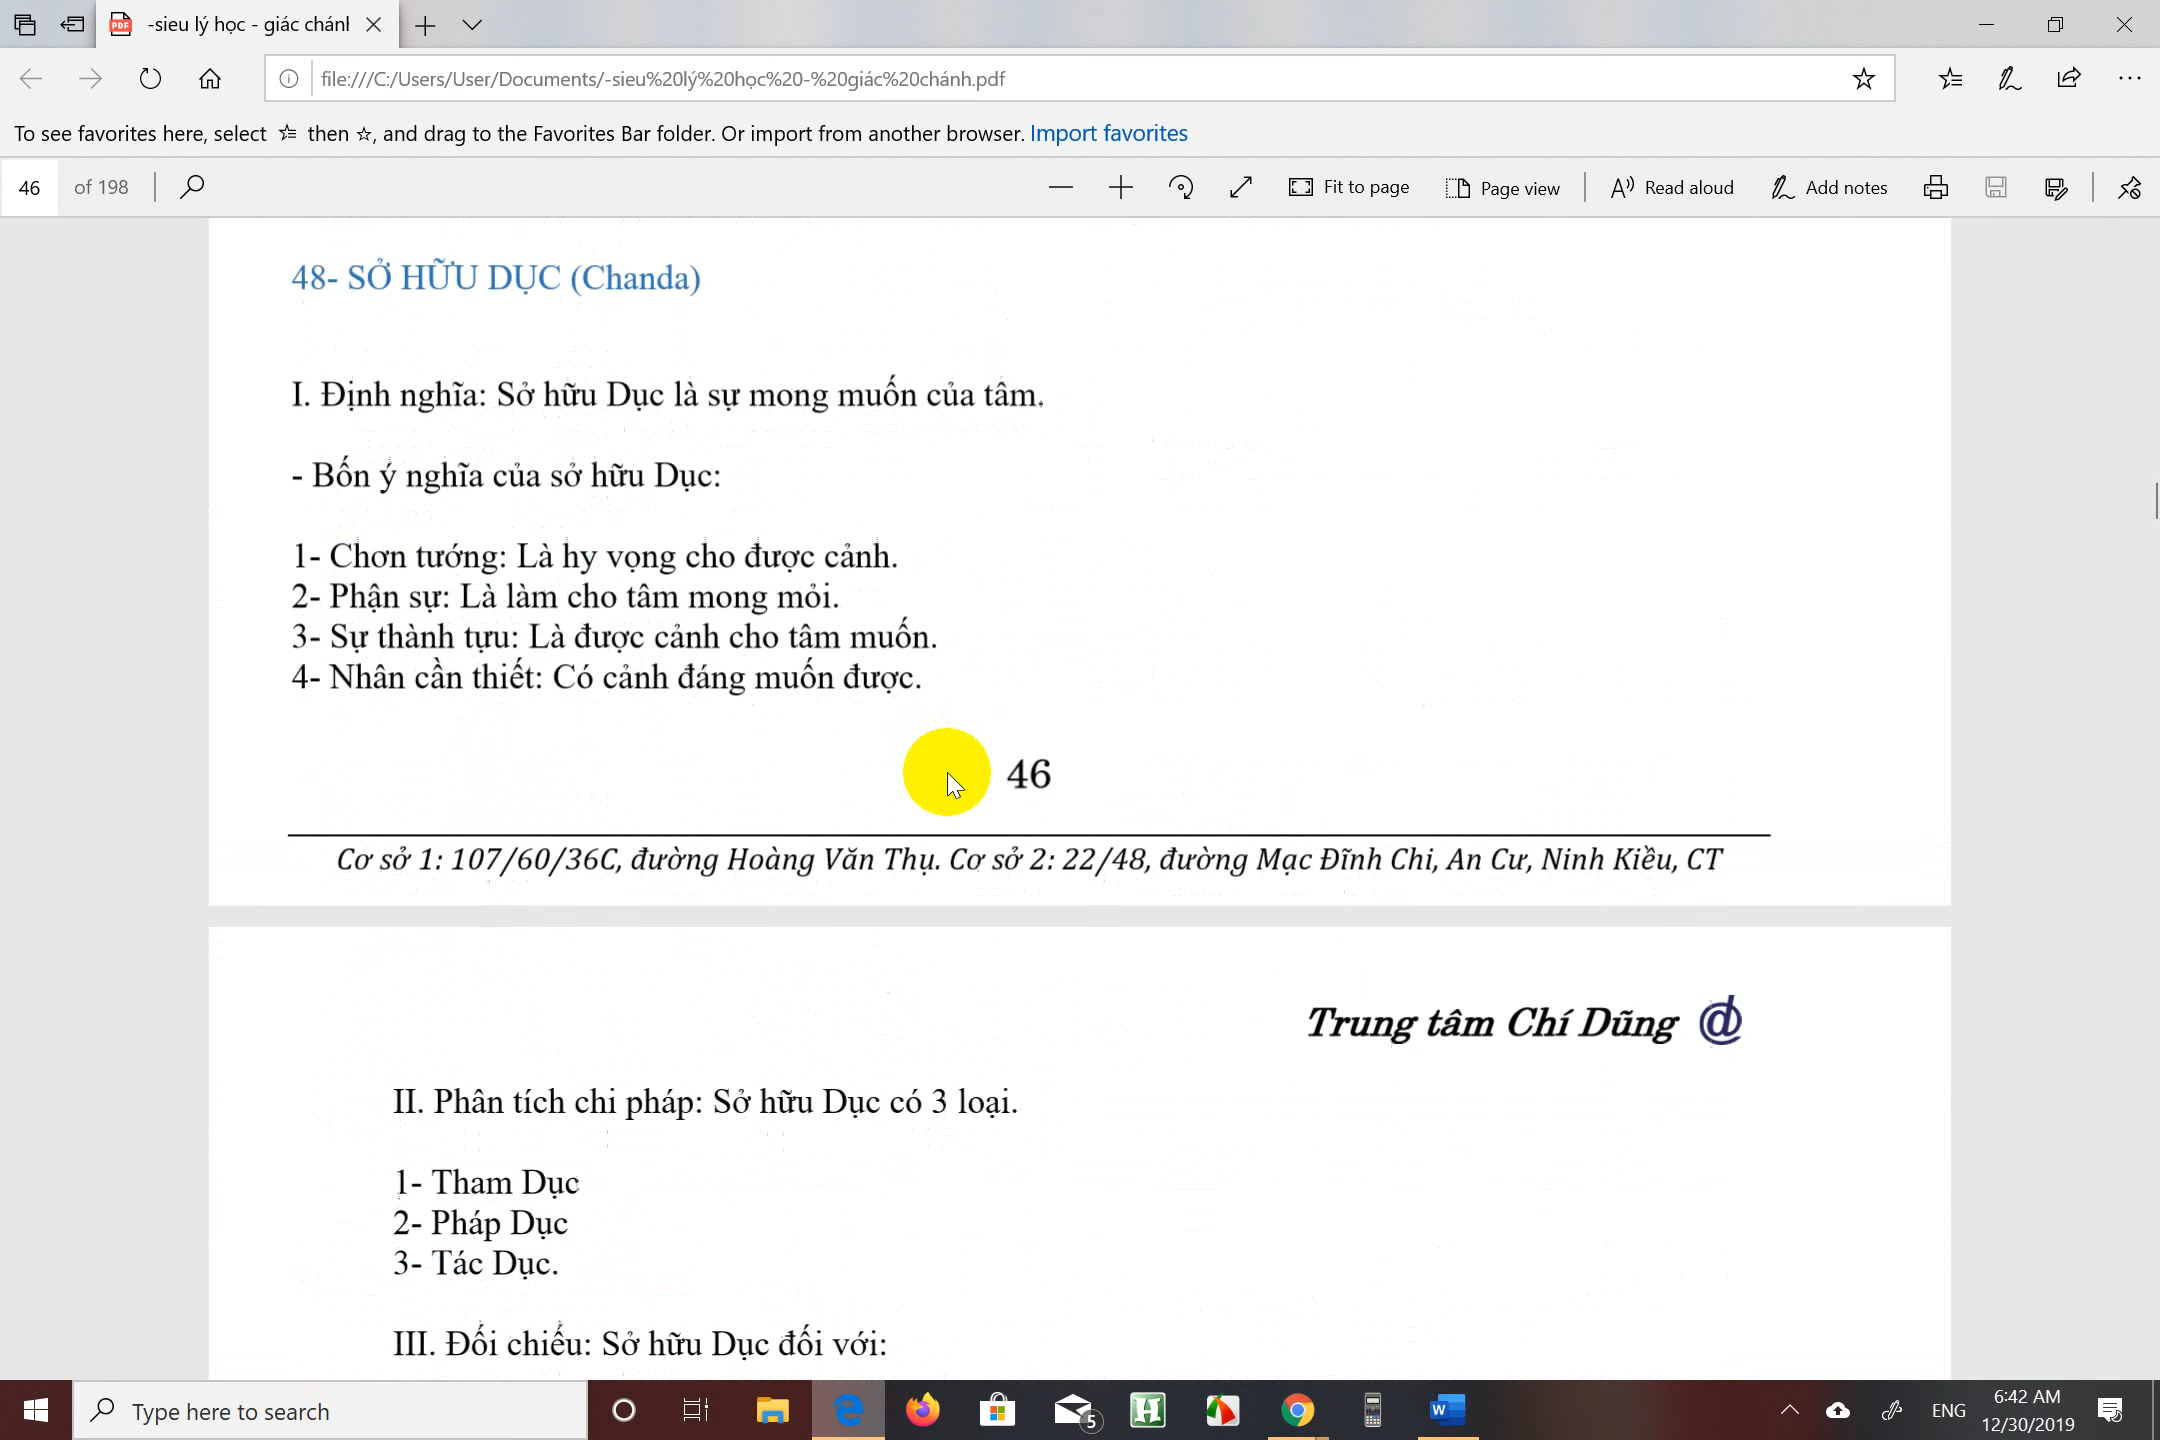 -sieu lý học - giác chánh
file:///C:/Users/User/Documents/-sieu%20lý%20học%20-%20giác%20chánh.pdf
To see favorites here, select then , and drag to the Favorites Bar folder. Or import from another browser. Import favorites
46 of 198 Fit to page Page view Read aloud Add notes
48- SỞ HỮU DỤC (Chanda)
I. Định nghĩa: Sở hữu Dục là sự mong muốn của tâm.
- Bốn ý nghĩa của sở hữu Dục:
1- Chơn tướng: Là hy vọng cho được cảnh.
2- Phận sự: Là làm cho tâm mong mỏi.
3- Sự thành tựu: Là được cảnh cho tâm muốn.
4- Nhân cần thiết: Có cảnh đáng muốn được.
46
Cơ sở 1: 107/60/36C, đường Hoàng Văn Thụ. Cơ sở 2: 22/48, đường Mạc Đĩnh Chi, An Cư, Ninh Kiều, CT
Trung tâm Chí Dũng
II. Phân tích chi pháp: Sở hữu Dục có 3 loại.
1- Tham Dục
2- Pháp Dục
3- Tác Dục.
III. Đối chiếu: Sở hữu Dục đối với:
Type here to search
5
ENG
6:42 AM
12/30/2019